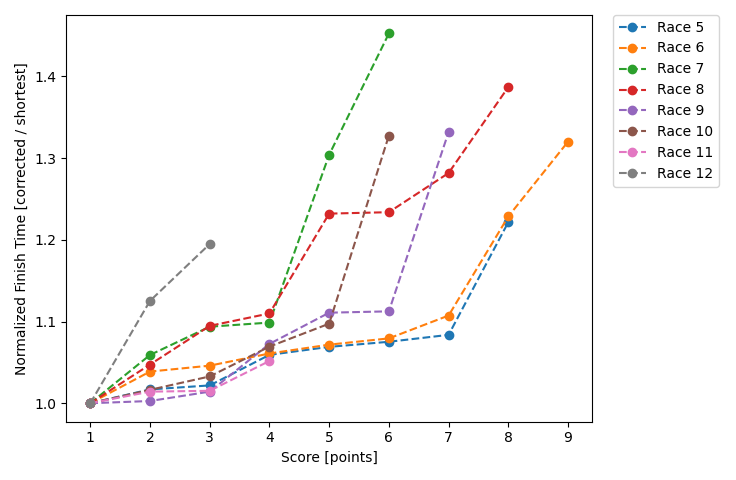 Normalized Finish Time [corrected / shortest]
1.4
1.3
1.2
1.1
1.0
1 2 3 4 5 6 7 8 9
Score [points]
Race 5
Race 6
Race 7
Race 8
Race 9
Race 10
Race 11
Race 12